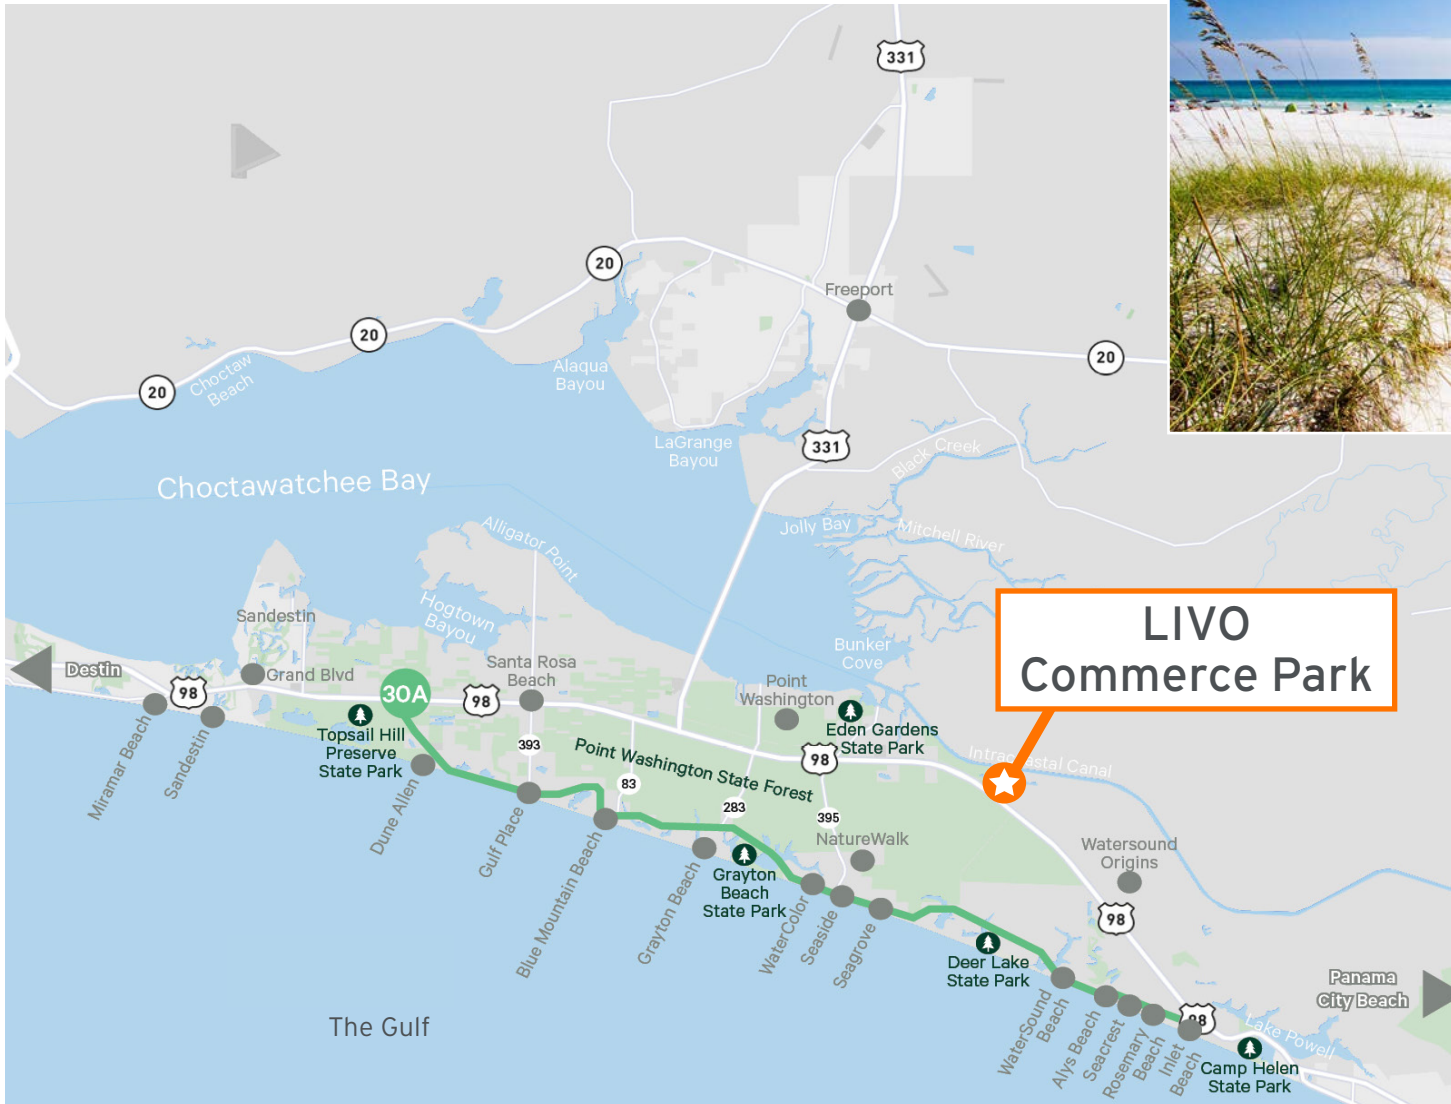 331
20
Freeport
20
20
20
Choctaw
Beach
Alaqua
Bayou
LaGrange
Bayou
331
Black Creek
Choctawatchee Bay
Alligator Point
Jolly Bay
Mitchell River
Hogtown
Bayou
Sandestin
Bunker
Cove
LIVO
Commerce Park
Destin
98
Grand Blvd
30A
98
Santa Rosa
Beach
Point
Washington
Eden Gardens
State Park
Miramar Beach
Sandestin
Topsail Hill
Preserve
State Park
393
Point Washington State Forest
98
Intracoastal Canal
Dune Allen
83
283
395
NatureWalk
Watersound
Origins
Gulf Place
Blue Mountain Beach
Grayton Beach
Grayton
Beach
State Park
WaterColor
Seaside
Seagrove
98
Deer Lake
State Park
Panama
City Beach
The Gulf
WaterSound
Beach
Alys Beach
Seacrest
Rosemary
Beach
Inlet
Beach
98
Lake Powell
Camp Helen
State Park